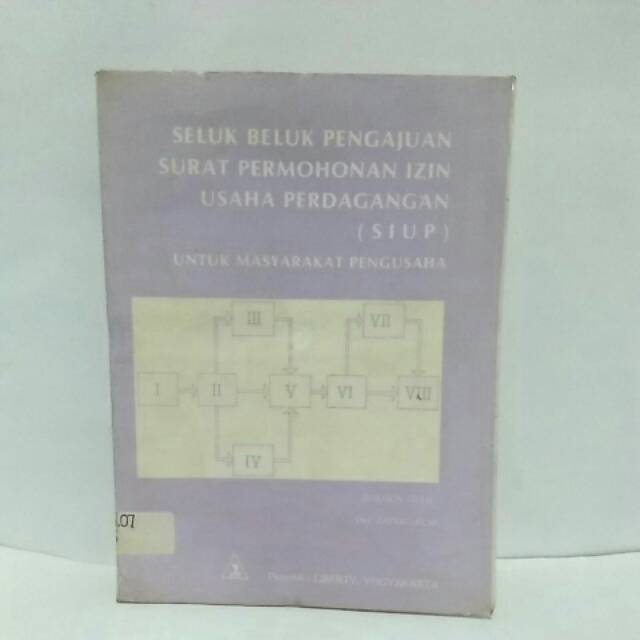 SELUK BELUK PENGAJUAN
SURAT PERMOHONAN IZIN
USAHA PERDAGANGAN
(SIUP)
UNTUK MASYARAKAT PENGUSAHA
III
VII
I
II
V
VI
VIII
IV
.07
LIBERTY, YOGYAKARTA